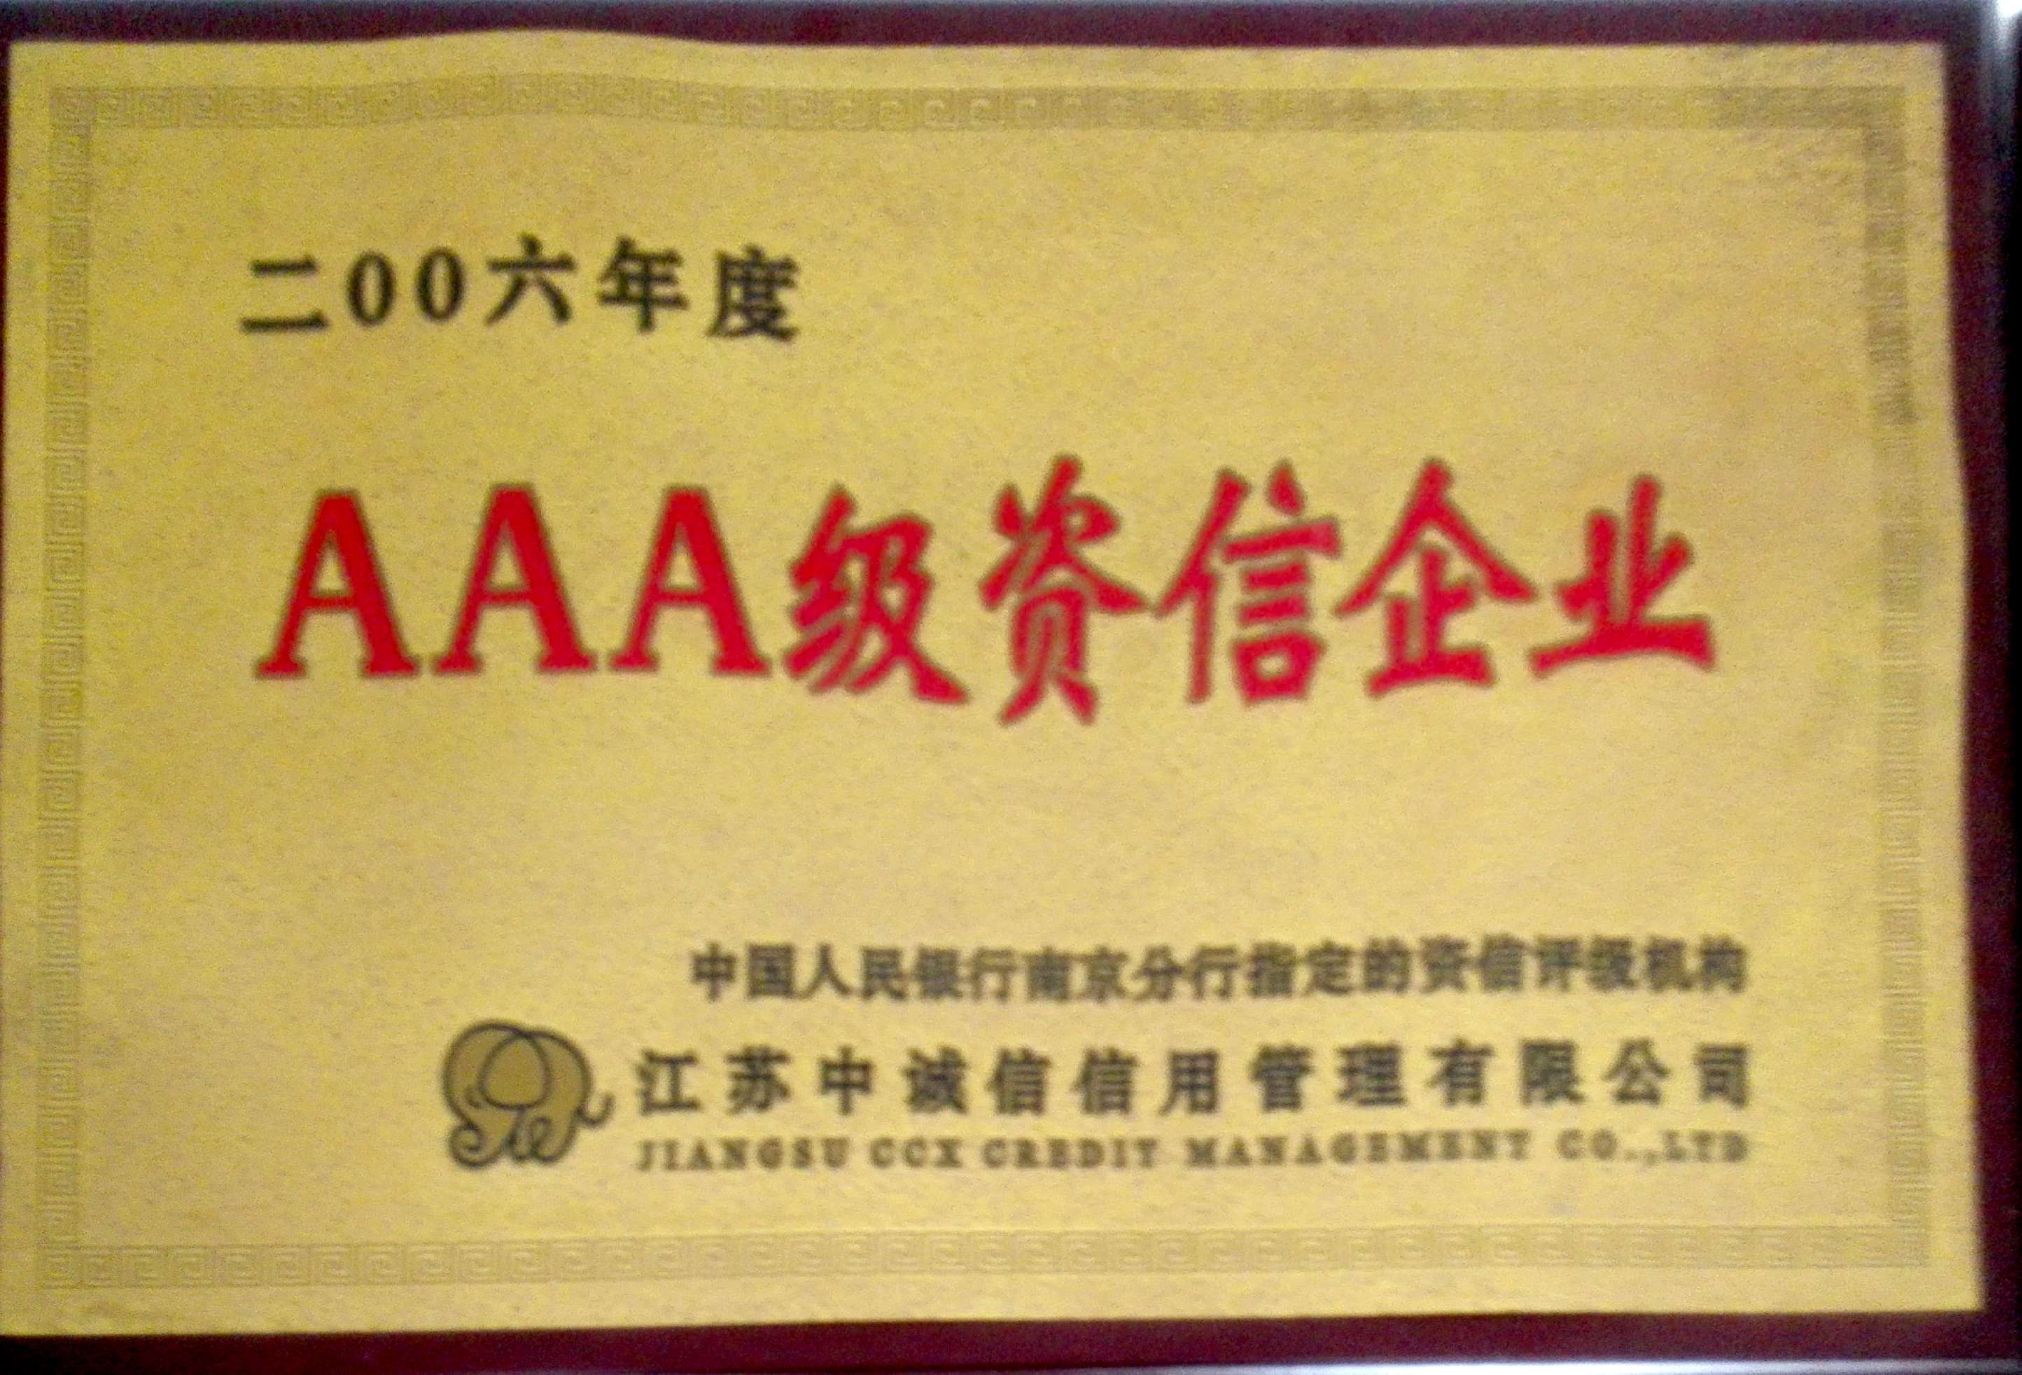 二00六年度
AAA级资信企业
中国人民银行南京分行指定的资信评级机构
江苏中诚信信用管理有限公司
JIANGSU CCX CREDIT MANAGEMENT CO.,LTD